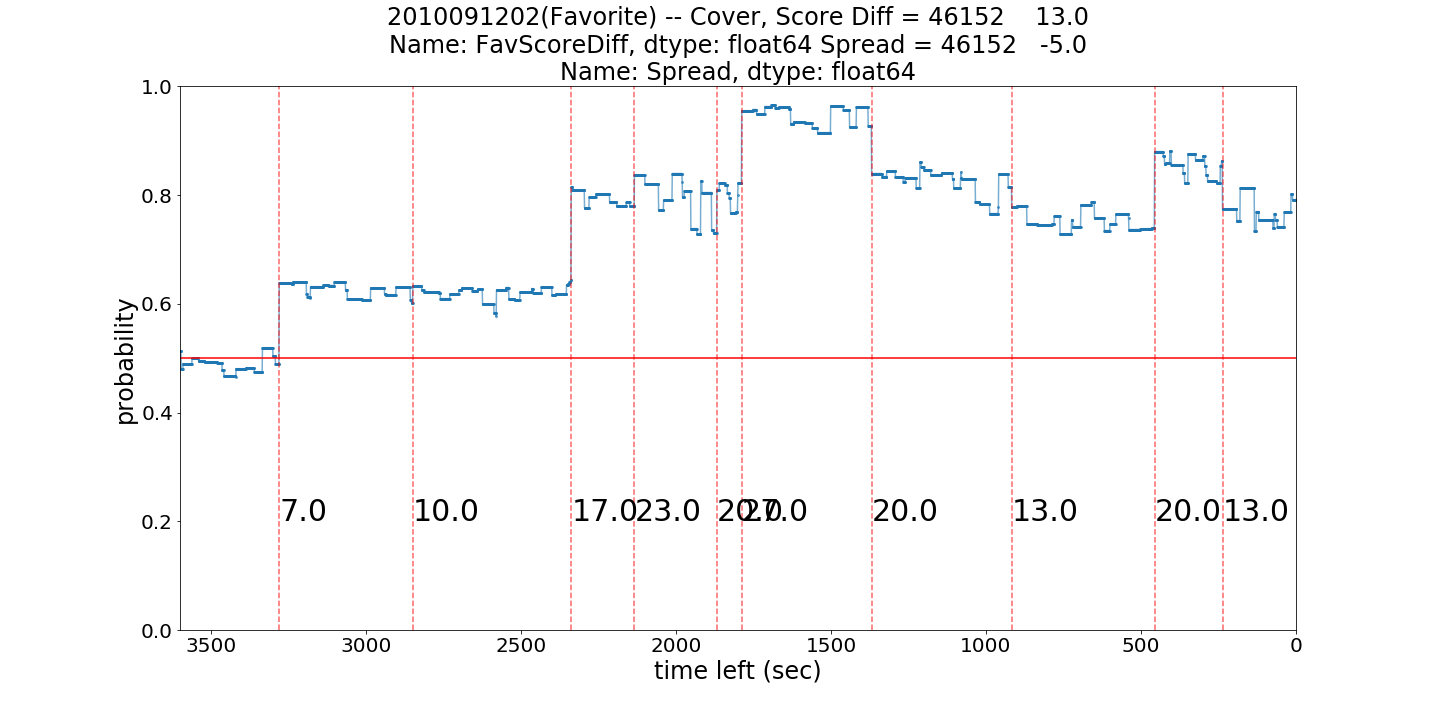 2010091202(Favorite) -- Cover, Score Diff = 46152    13.0
Name: FavScoreDiff, dtype: float64 Spread = 46152   -5.0
Name: Spread, dtype: float64
1.0
0.8
0.6
0.4
0.2
0.0
probability
7.0 10.0 17.0 23.0 20.0 27.0 20.0 13.0 20.0 13.0
3500 3000 2500 2000 1500 1000 500 0
time left (sec)